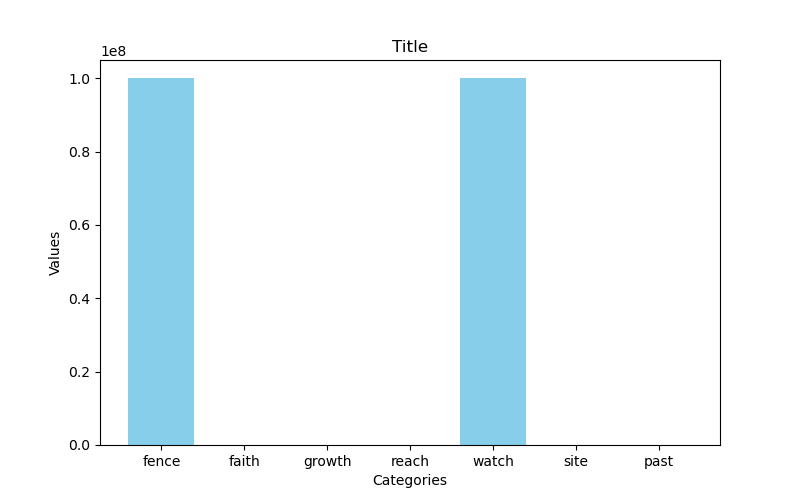 Title
1e8
1.0
0.8
0.6
0.4
0.2
0.0
Values
fence faith growth reach watch site past
Categories